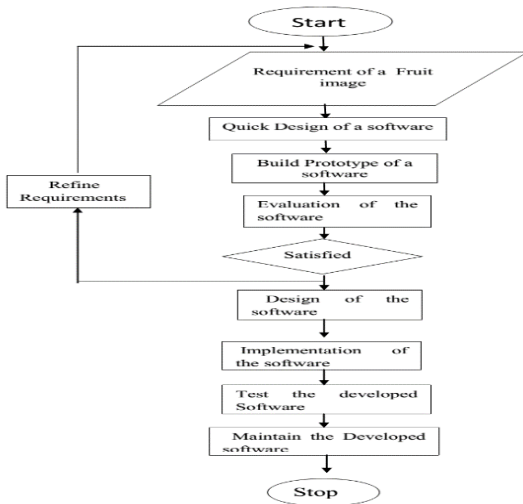 Start
Requirement of a Fruit
image
Quick Design of a software
Build Prototype of a
software
Refine
Requirements
Evaluation of the
software
Satisfied
Design of the
software
Implementation of
the software
Test the developed
Software
Maintain the Developed
software
Stop